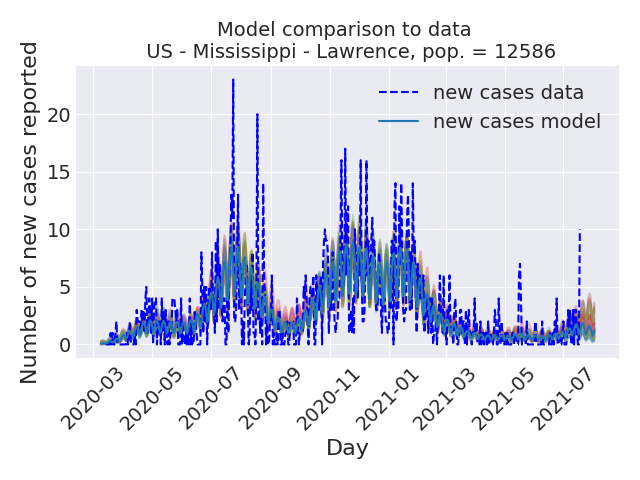 Model comparison to data
US - Mississippi - Lawrence, pop. = 12586
new cases data
new cases model
Number of new cases reported
20
15
10
5
0
2020-03
2020-05
2020-07
2020-09
2020-11
2021-01
2021-03
2021-05
2021-07
Day